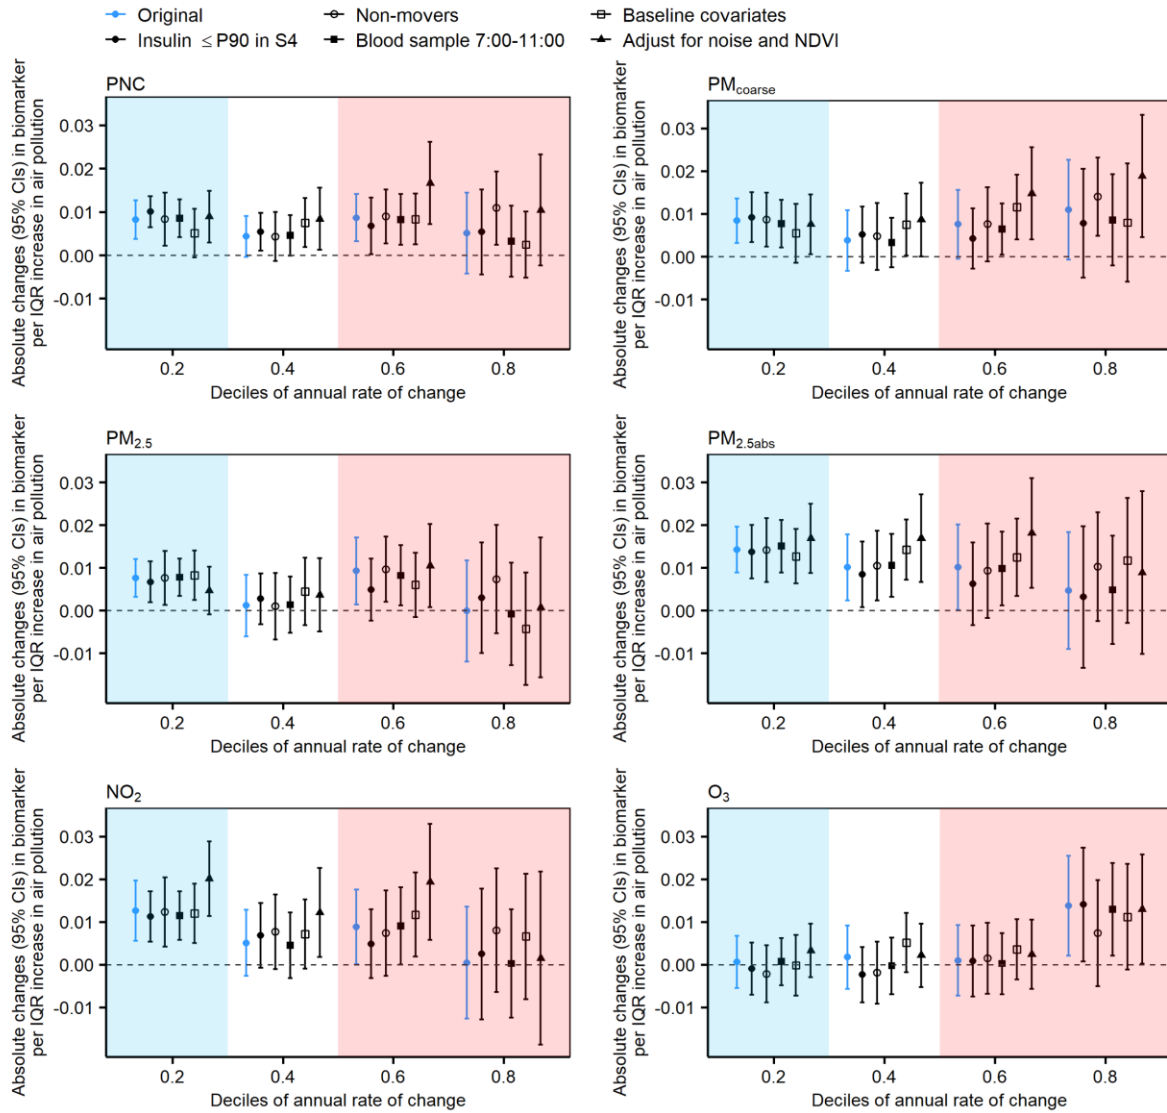 Original
Non-movers
Baseline covariates
Insulin ≤P90 in S4
Blood sample 7:00-11:00
Adjust for noise and NDVI
PNC
Absolute changes (95% CIs) in biomarker
per IQR increase in air pollution
0.03
0.02
0.01
0.00
-0.01
0.2 0.4 0.6 0.8
Deciles of annual rate of change
PMcoarse
Absolute changes (95% CIs) in biomarker
per IQR increase in air pollution
0.03
0.02
0.01
0.00
-0.01
0.2 0.4 0.6 0.8
Deciles of annual rate of change
PM2.5
Absolute changes (95% CIs) in biomarker
per IQR increase in air pollution
0.03
0.02
0.01
0.00
-0.01
0.2 0.4 0.6 0.8
Deciles of annual rate of change
PM2.5abs
Absolute changes (95% CIs) in biomarker
per IQR increase in air pollution
0.03
0.02
0.01
0.00
-0.01
0.2 0.4 0.6 0.8
Deciles of annual rate of change
NO2
Absolute changes (95% CIs) in biomarker
per IQR increase in air pollution
0.03
0.02
0.01
0.00
-0.01
0.2 0.4 0.6 0.8
Deciles of annual rate of change
O3
Absolute changes (95% CIs) in biomarker
per IQR increase in air pollution
0.03
0.02
0.01
0.00
-0.01
0.2 0.4 0.6 0.8
Deciles of annual rate of change